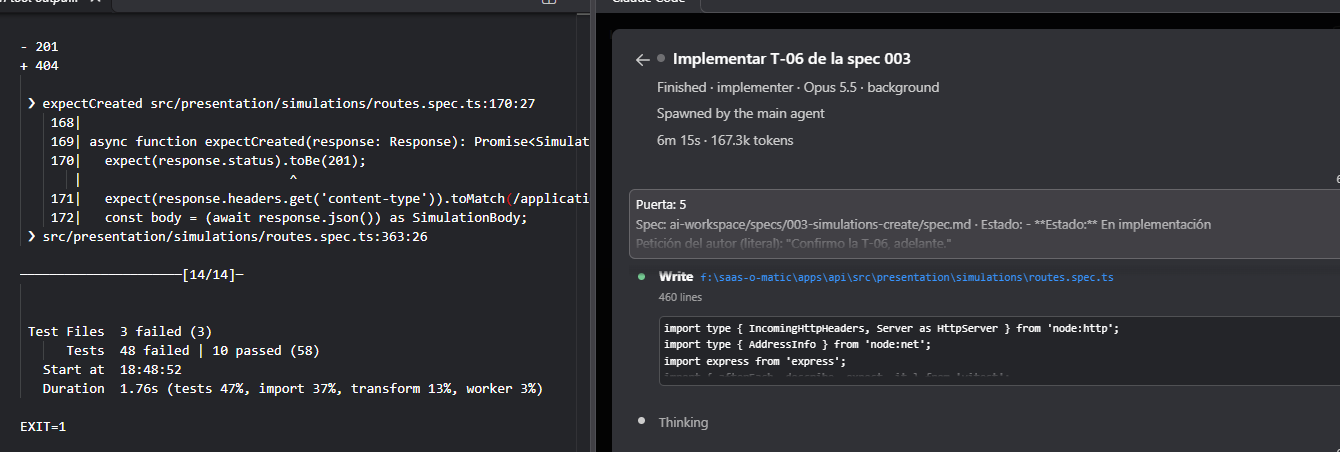 Claude Code
- 201
+ 404
❯ expectCreated src/presentation/simulations/routes.spec.ts:170:27
168|
169| async function expectCreated(response: Response): Promise<Simulat
170|   expect(response.status).toBe(201);
|                           ^
171|   expect(response.headers.get('content-type')).toMatch(/applicati
172|   const body = (await response.json()) as SimulationBody;
❯ src/presentation/simulations/routes.spec.ts:363:26
[14/14]
Test Files  3 failed (3)
Tests  48 failed | 10 passed (58)
Start at  18:48:52
Duration  1.76s (tests 47%, import 37%, transform 13%, worker 3%)
EXIT=1
Implementar T-06 de la spec 003
Finished · implementer · Opus 5.5 · background
Spawned by the main agent
6m 15s · 167.3k tokens
Puerta: 5
Spec: ai-workspace/specs/003-simulations-create/spec.md · Estado: - **Estado:** En implementación
Petición del autor (literal): "Confirmo la T-06, adelante."
Write f:\saas-o-matic\apps\api\src\presentation\simulations\routes.spec.ts
460 lines
import type { IncomingHttpHeaders, Server as HttpServer } from 'node:http';
import type { AddressInfo } from 'node:net';
import express from 'express';
Thinking